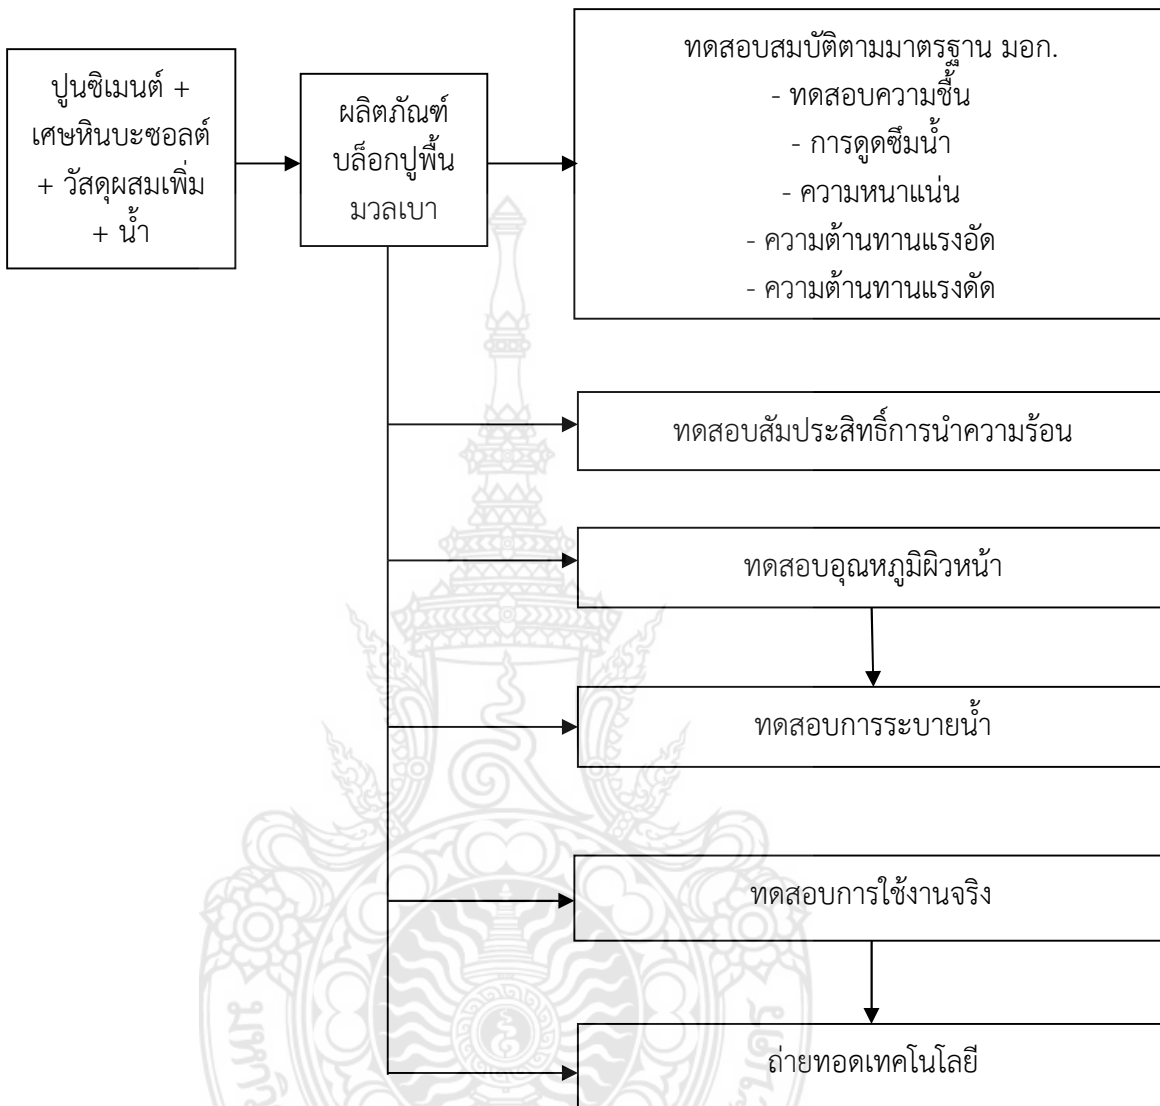 ปูนซิเมนต์ +
เศษหินบะซอลต์
+ วัสดุผสมเพิ่ม
+ น้ำ
ผลิตภัณฑ์
บล็อกปูพื้น
มวลเบา
ทดสอบสมบัติตามมาตรฐาน มอก.
- ทดสอบความชื้น
- การดูดซึมน้ำ
- ความหนาแน่น
- ความต้านทานแรงอัด
- ความต้านทานแรงดัด
ทดสอบสัมประสิทธิ์การนำความร้อน
ทดสอบอุณหภูมิผิวหน้า
ทดสอบการระบายน้ำ
ทดสอบการใช้งานจริง
ถ่ายทอดเทคโนโลยี